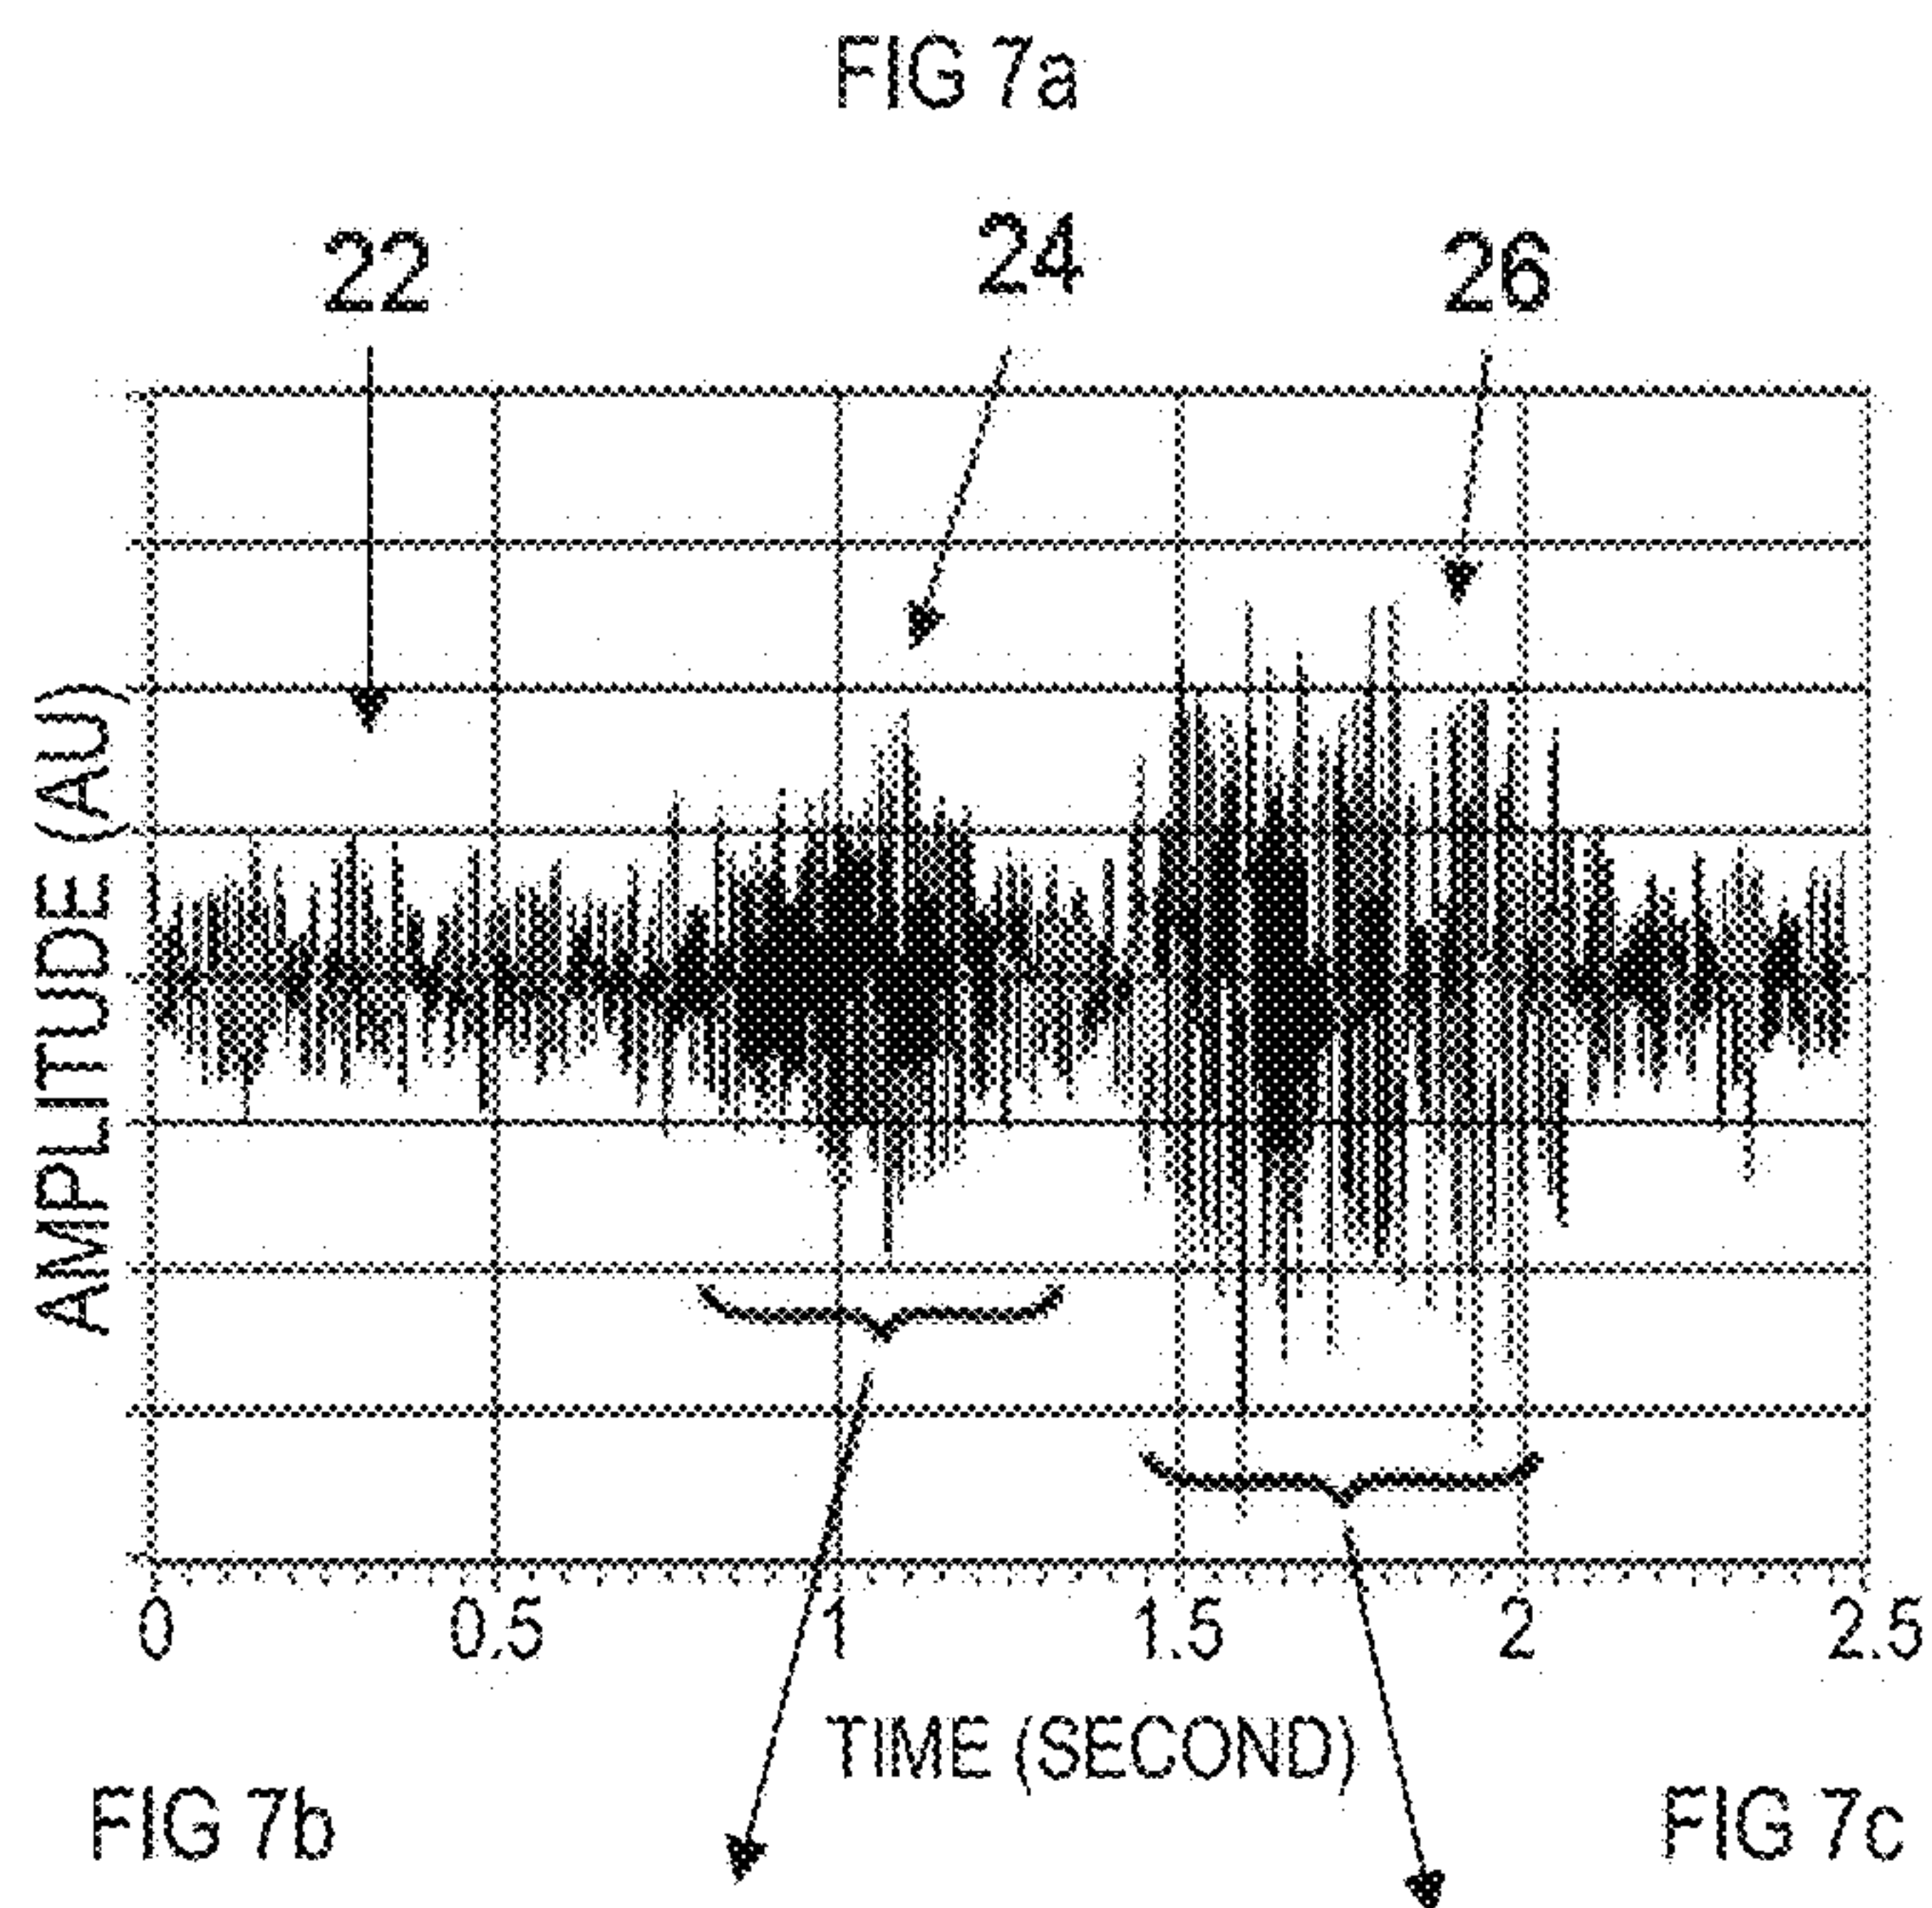 FIG 7a
22 24 26
AMPLITUDE (AU)
0 0.5 1 1.5 2 2.5
TIME (SECOND)
FIG 7b FIG 7c